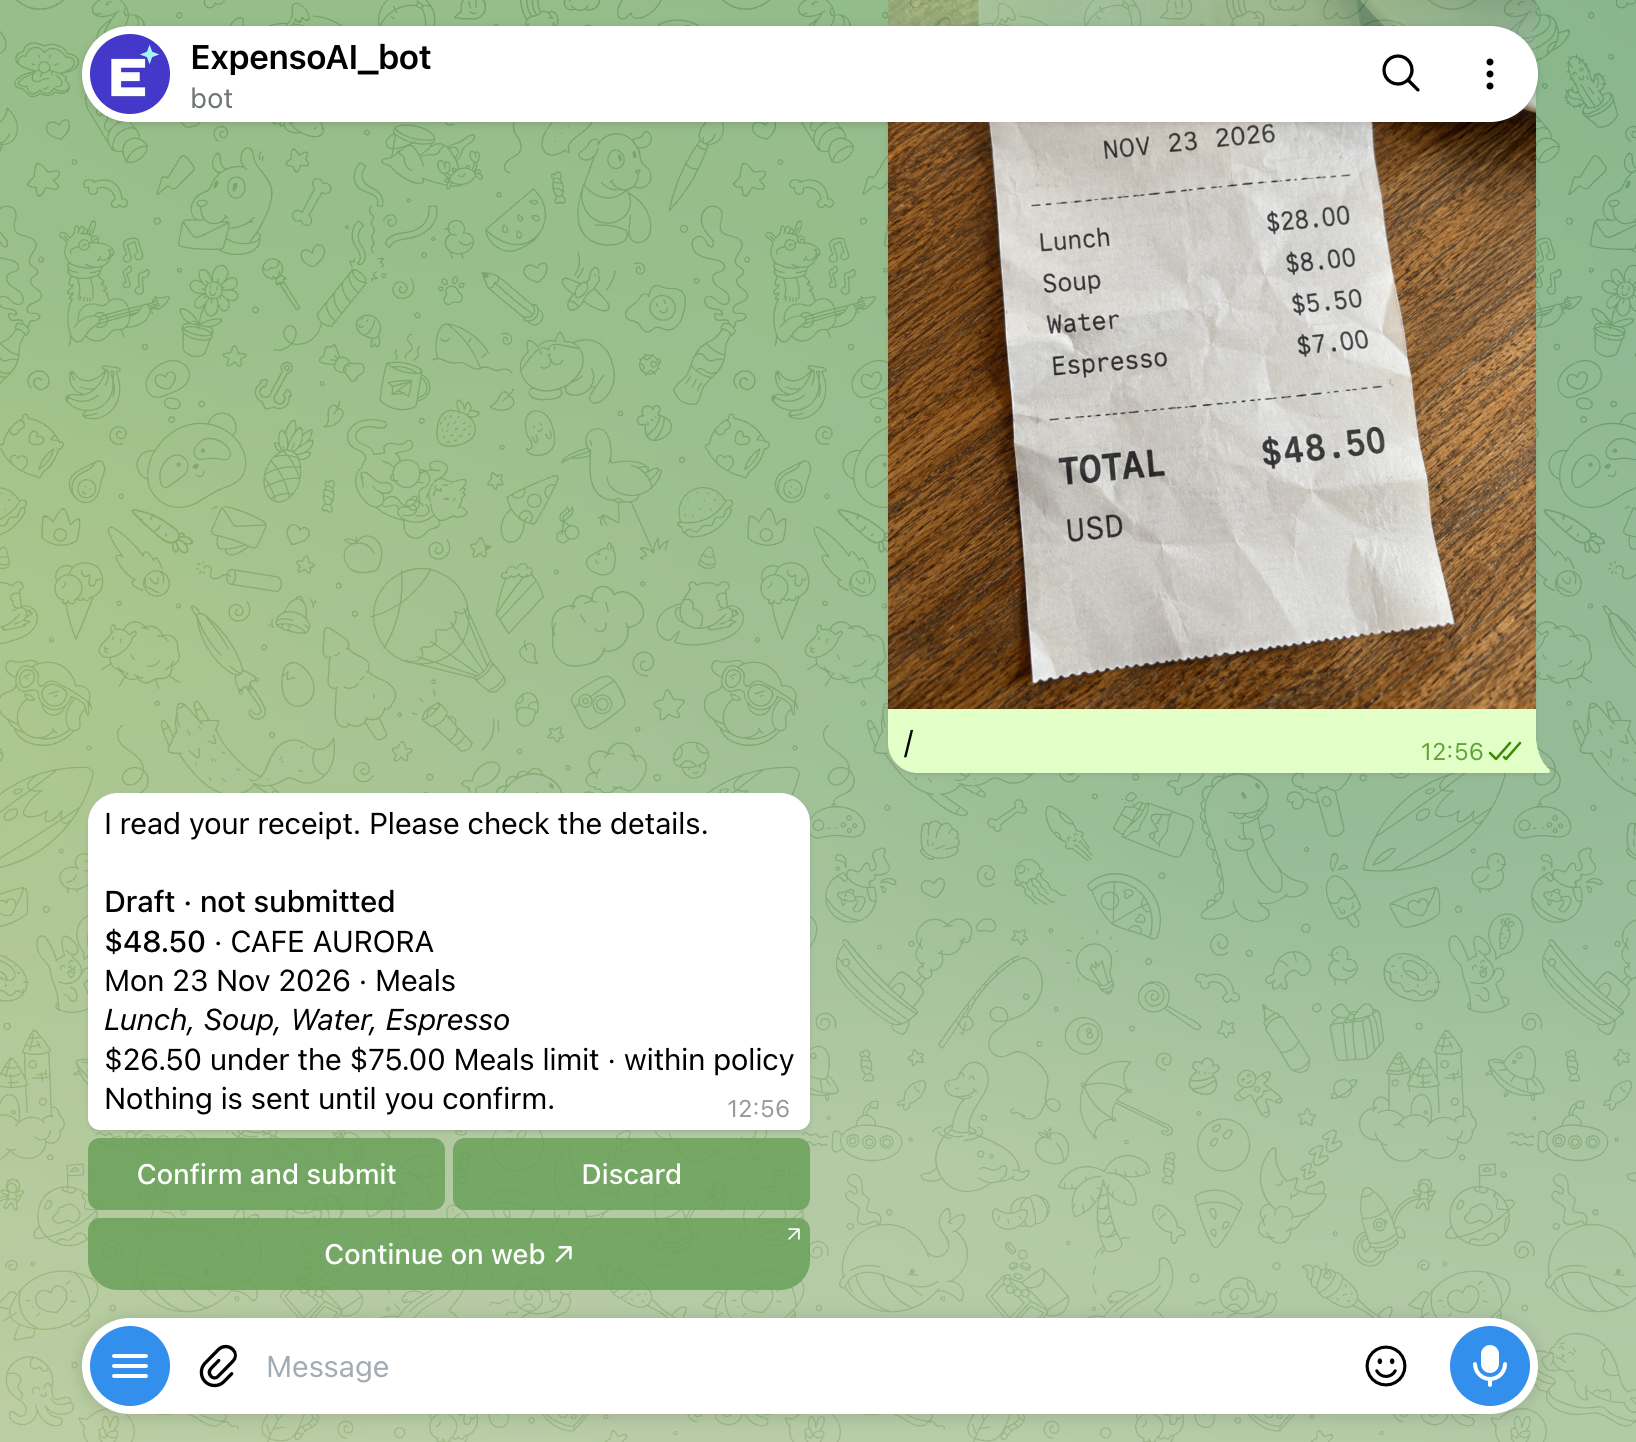 ExpensoAI_bot
bot
NOV 23 2026
Lunch $28.00
Soup $8.00
Water $5.50
Espresso $7.00
TOTAL $48.50
USD
/
12:56
I read your receipt. Please check the details.
Draft · not submitted
$48.50 · CAFE AURORA
Mon 23 Nov 2026 · Meals
Lunch, Soup, Water, Espresso
$26.50 under the $75.00 Meals limit · within policy
Nothing is sent until you confirm.
12:56
Confirm and submit
Discard
Continue on web ↗
Message